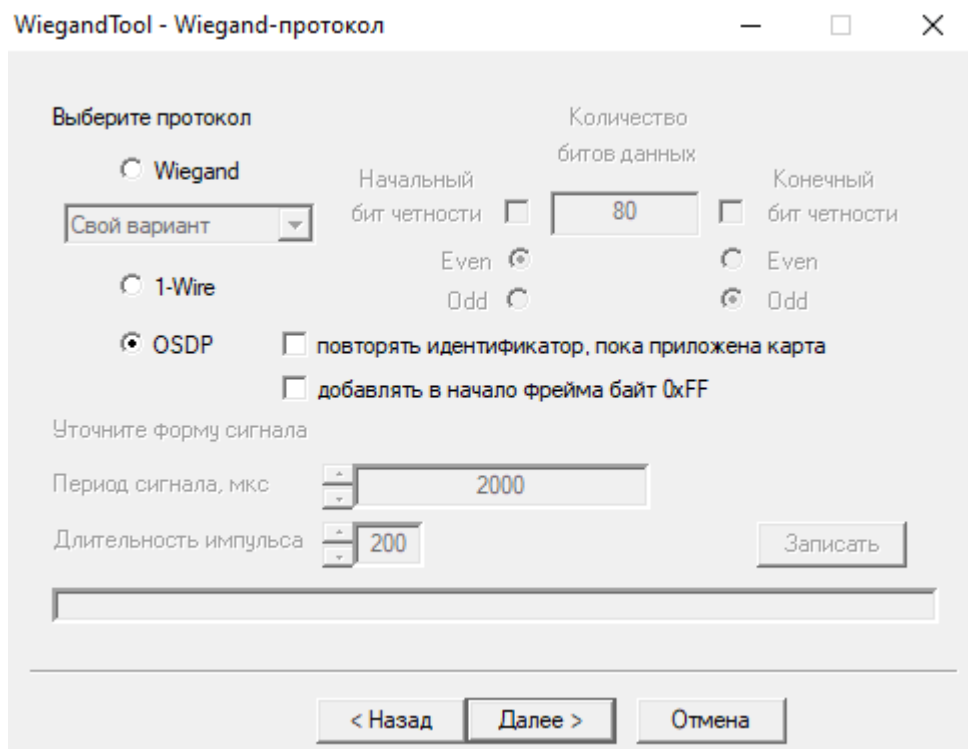 WiegandTool - Wiegand-протокол
Выберите протокол
Количество
битов данных
Wiegand
Начальный
бит четности
80
Конечный
бит четности
Свой вариант
Even
Even
1-Wire
Odd
Odd
OSDP
повторять идентификатор, пока приложена карта
добавлять в начало фрейма байт 0xFF
Уточните форму сигнала
Период сигнала, мкс
2000
Длительность импульса
200
Записать
< Назад
Далее >
Отмена